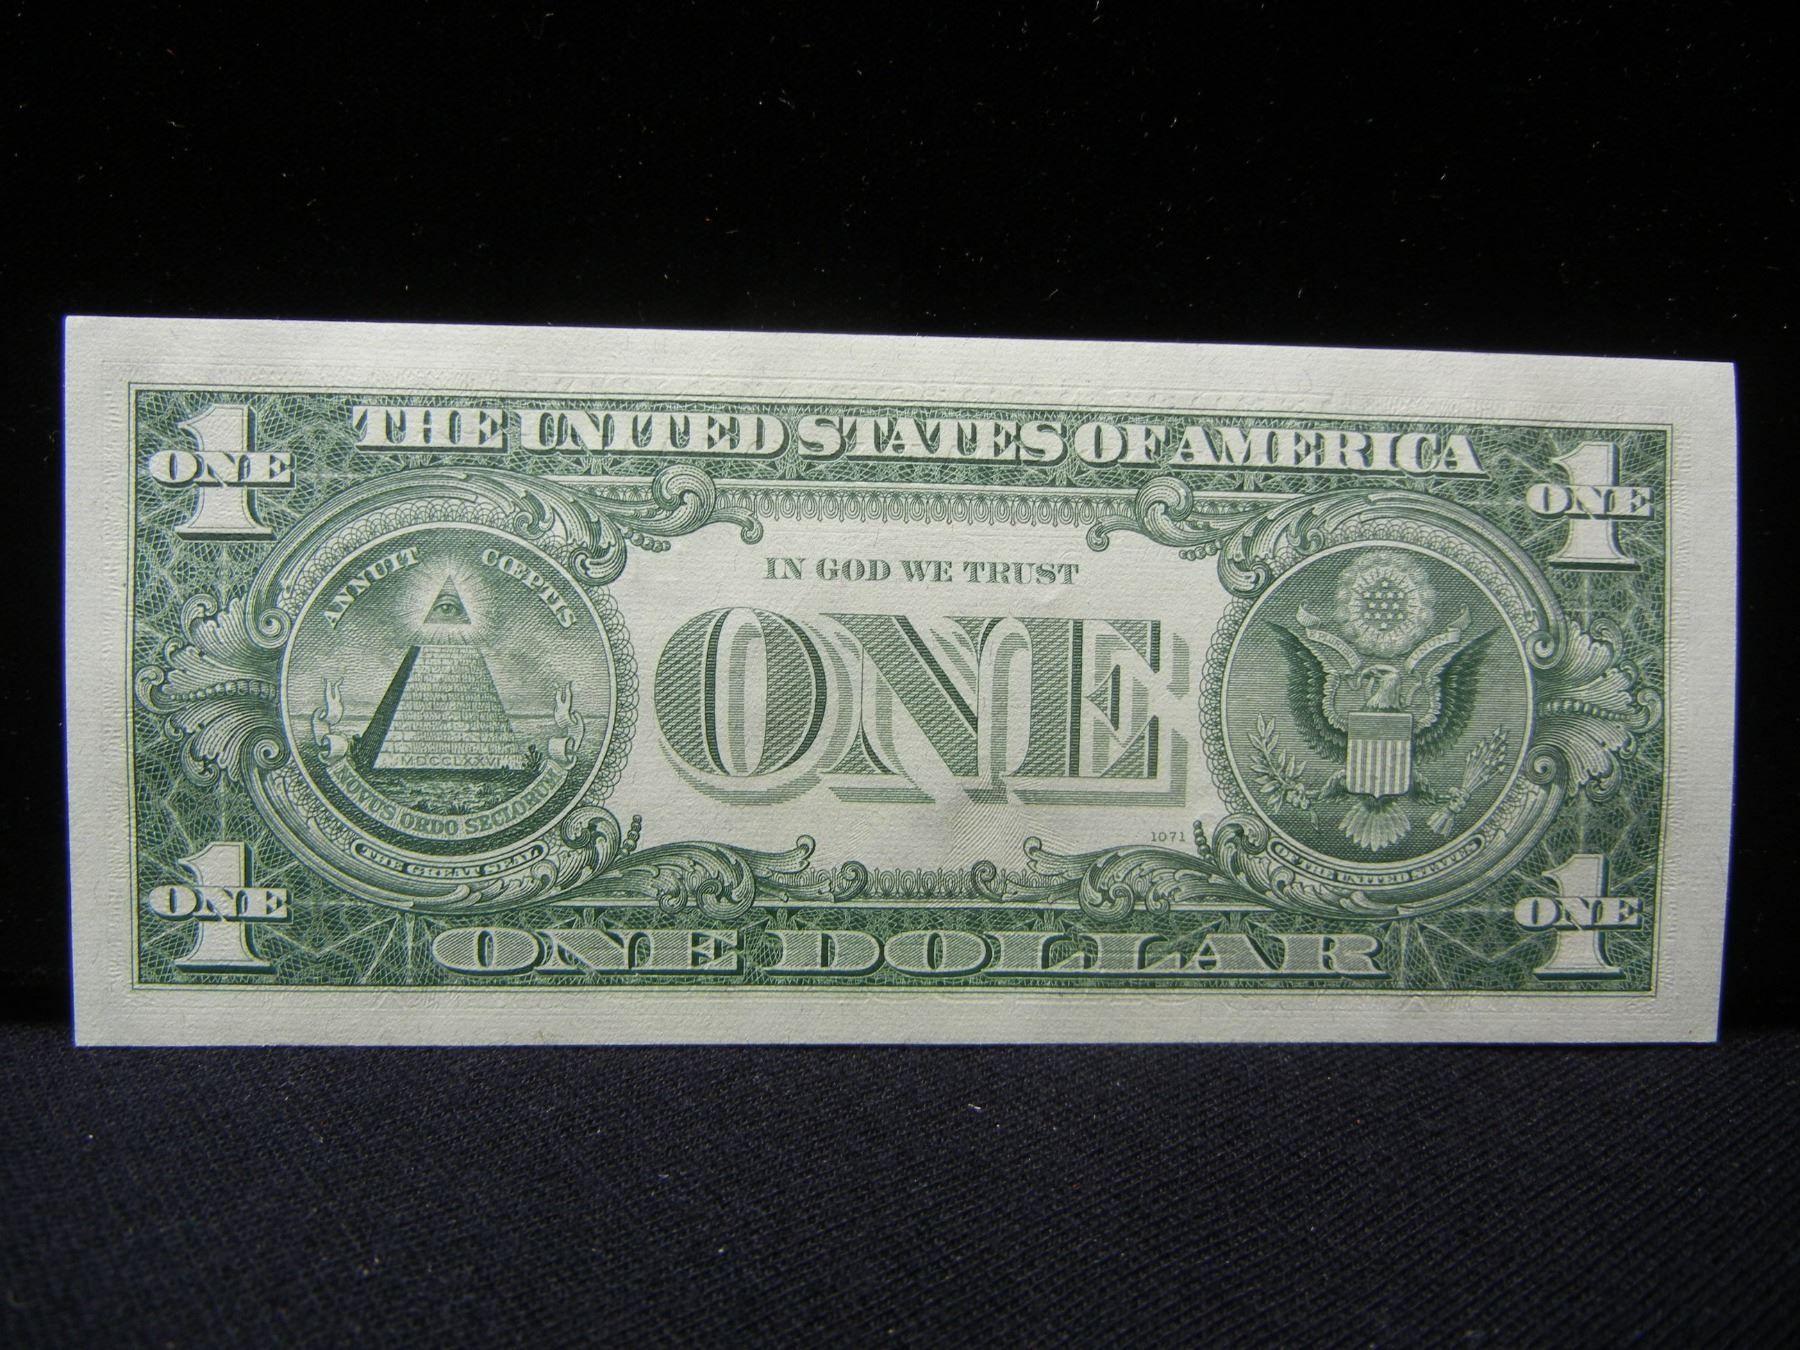 1
ONE
THE UNITED STATES OF AMERICA
1
ONE
ANNUIT CŒPTIS
IN GOD WE TRUST
ONE
MDCCLXXVI
NOVUS ORDO SECLORUM
THE GREAT SEAL
1071
OF THE UNITED STATES
1
ONE
ONE DOLLAR
1
ONE